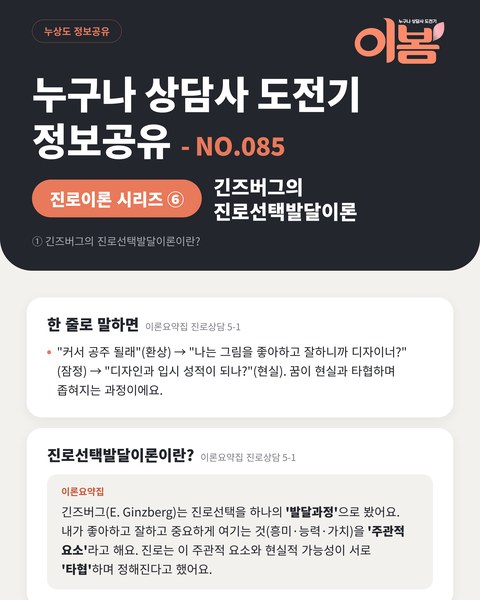 누상도 정보공유
누구나 상담사 도전기
이봄
누구나 상담사 도전기
정보공유 - NO.085
진로이론 시리즈 ⑥
긴즈버그의
진로선택발달이론
① 긴즈버그의 진로선택발달이론이란?
한 줄로 말하면 이론요약집 진로상담 5-1
• "커서 공주 될래"(환상) → "나는 그림을 좋아하고 잘하니까 디자이너?"
(잠정) → "디자인과 입시 성적이 되나?"(현실). 꿈이 현실과 타협하며
좁혀지는 과정이에요.
진로선택발달이론이란? 이론요약집 진로상담 5-1
이론요약집
긴즈버그(E. Ginzberg)는 진로선택을 하나의 '발달과정'으로 봤어요.
내가 좋아하고 잘하고 중요하게 여기는 것(흥미·능력·가치)을 '주관적
요소'라고 해요. 진로는 이 주관적 요소와 현실적 가능성이 서로
'타협'하며 정해진다고 했어요.